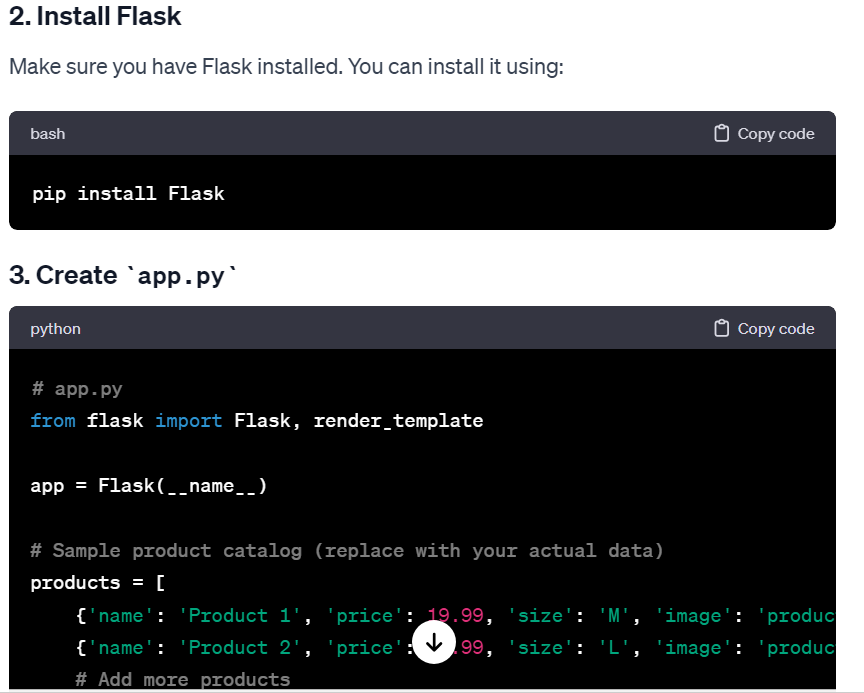 2. Install Flask
Make sure you have Flask installed. You can install it using:
bash Copy code
pip install Flask
3. Create `app.py`
python Copy code
# app.py
from flask import Flask, render_template
app = Flask(__name__)
# Sample product catalog (replace with your actual data)
products = [
{'name': 'Product 1', 'price': 19.99, 'size': 'M', 'image': 'produc
{'name': 'Product 2', 'price': .99, 'size': 'L', 'image': 'produc
# Add more products